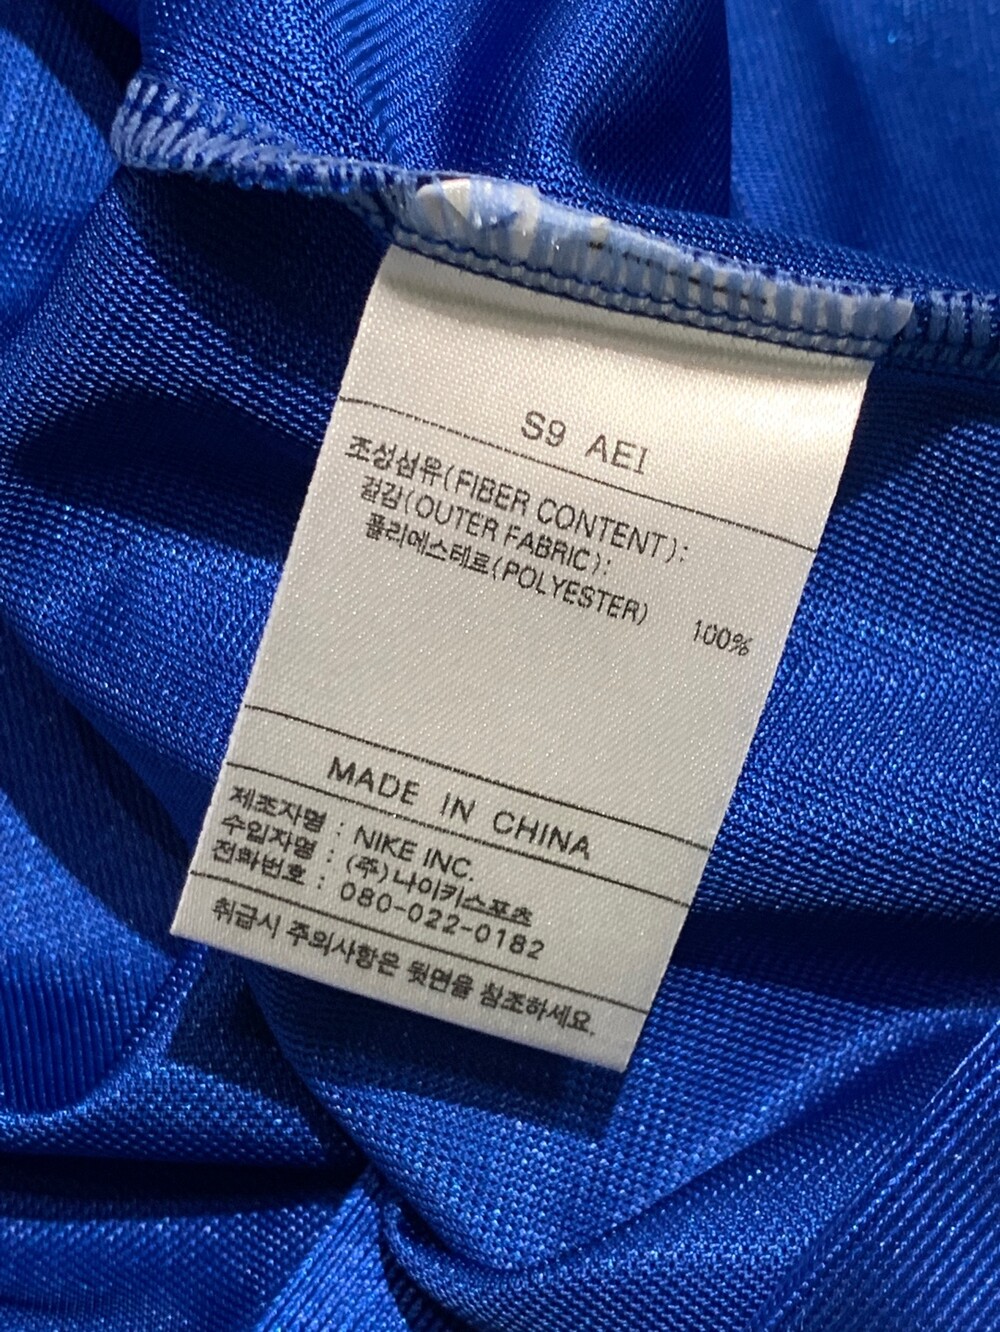 S9 AEI
조성섬유(FIBER CONTENT):
겉감(OUTER FABRIC):
폴리에스테르(POLYESTER) 100%
MADE IN CHINA
제조자명 : NIKE INC.
수입자명 : (주)나이키스포츠
전화번호 : 080-022-0182
취급시 주의사항은 뒷면을 참조하세요.